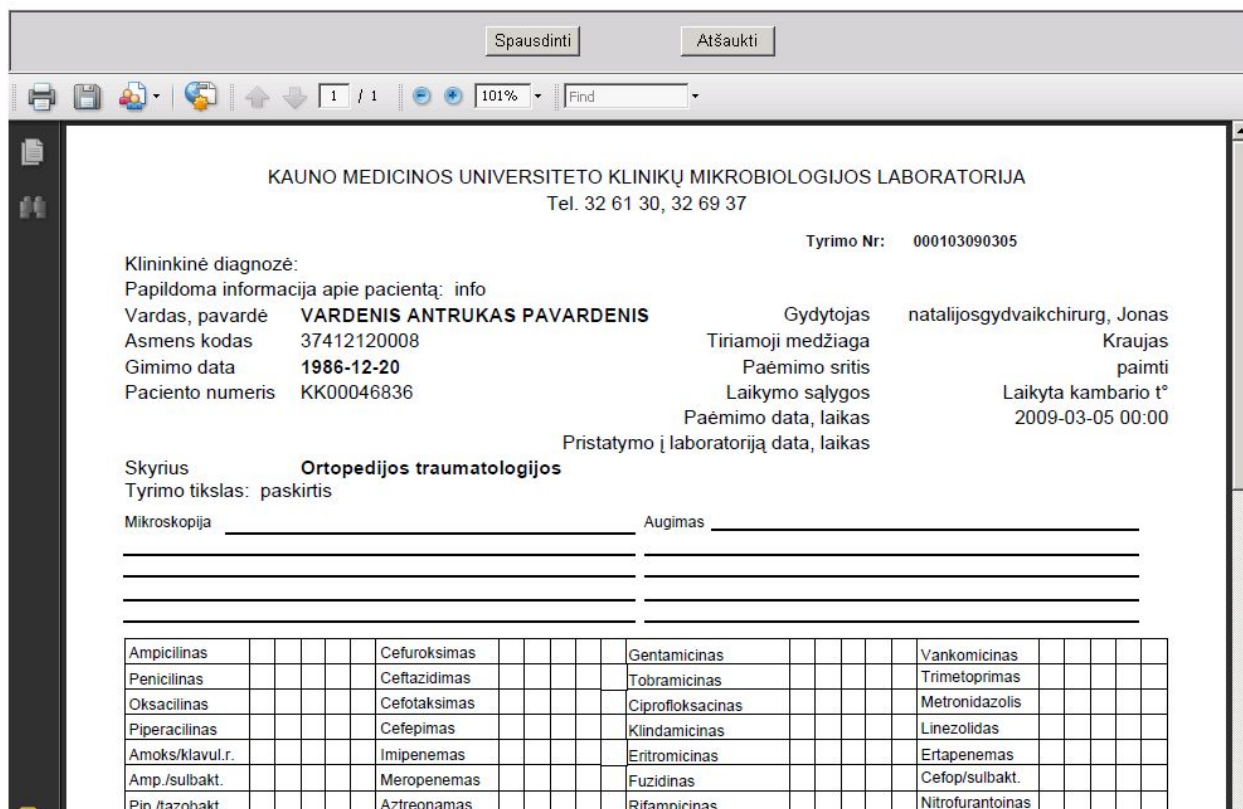 Spausdinti Atšaukti
1 / 1 101% Find
KAUNO MEDICINOS UNIVERSITETO KLINIKŲ MIKROBIOLOGIJOS LABORATORIJA
Tel. 32 61 30, 32 69 37
Tyrimo Nr: 000103090305
Klininkinė diagnozė:
Papildoma informacija apie pacientą: info
Vardas, pavardė VARDENIS ANTRUKAS PAVARDENIS Gydytojas natalijosgydvaikchirurg, Jonas
Asmens kodas 37412120008 Tiriamoji medžiaga Kraujas
Gimimo data 1986-12-20 Paėmimo sritis paimti
Paciento numeris KK00046836 Laikymo sąlygos Laikyta kambario t°
Paėmimo data, laikas 2009-03-05 00:00
Pristatymo į laboratoriją data, laikas
Skyrius Ortopedijos traumatologijos
Tyrimo tikslas: paskirtis
Mikroskopija Augimas
Ampicilinas Cefuroksimas Gentamicinas Vankomicinas
Penicilinas Ceftazidimas Tobramicinas Trimetoprimas
Oksacilinas Cefotaksimas Ciprofloksacinas Metronidazolis
Piperacilinas Cefepimas Klindamicinas Linezolidas
Amoks/klavul.r. Imipenemas Eritromicinas Ertapenemas
Amp./sulbakt. Meropenemas Fuzidinas Cefop/sulbakt.
Pip./tazobakt. Aztreonamas Rifampicinas Nitrofurantoinas